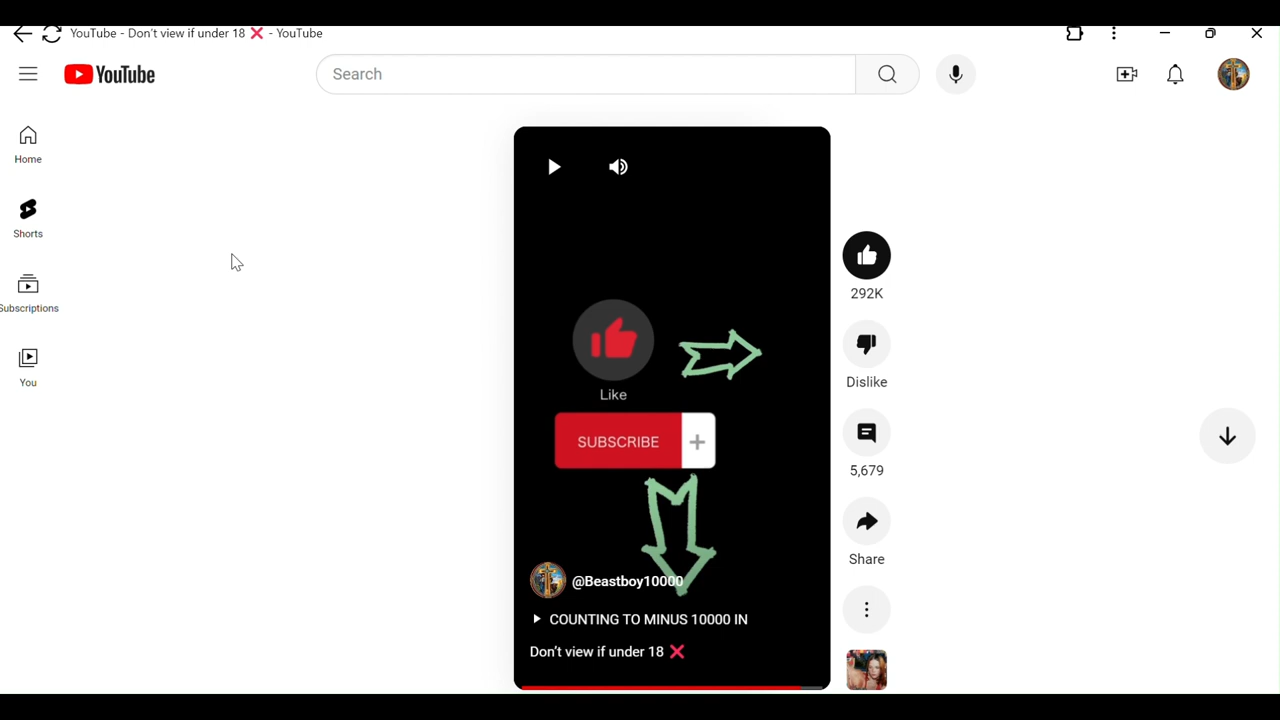 YouTube - Don't view if under 18 ❌ - YouTube
YouTube
Search
Home
Shorts
Subscriptions
You
Like
SUBSCRIBE +
@Beastboy10000
COUNTING TO MINUS 10000 IN
Don't view if under 18 ❌
292K
Dislike
5,679
Share